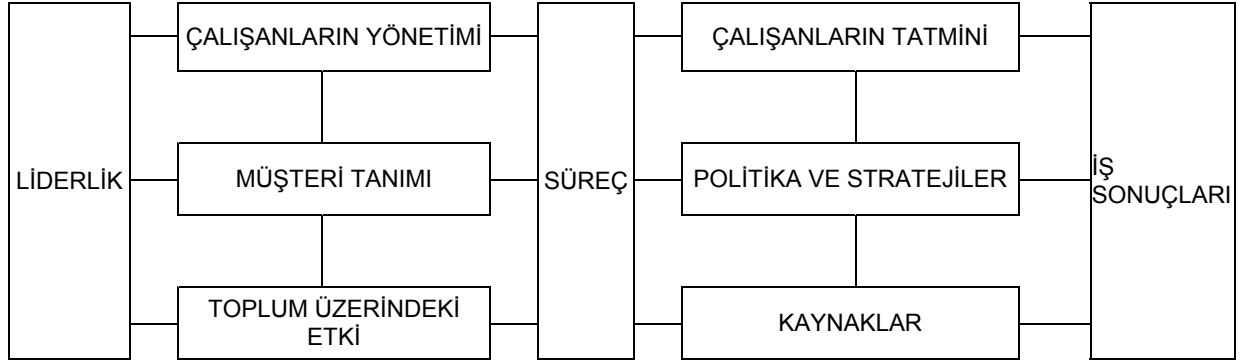 ÇALIŞANLARIN YÖNETİMİ
ÇALIŞANLARIN TATMİNİ
LİDERLİK
MÜŞTERİ TANIMI
SÜREÇ
POLİTİKA VE STRATEJİLER
İŞ
SONUÇLARI
TOPLUM ÜZERİNDEKİ
ETKİ
KAYNAKLAR